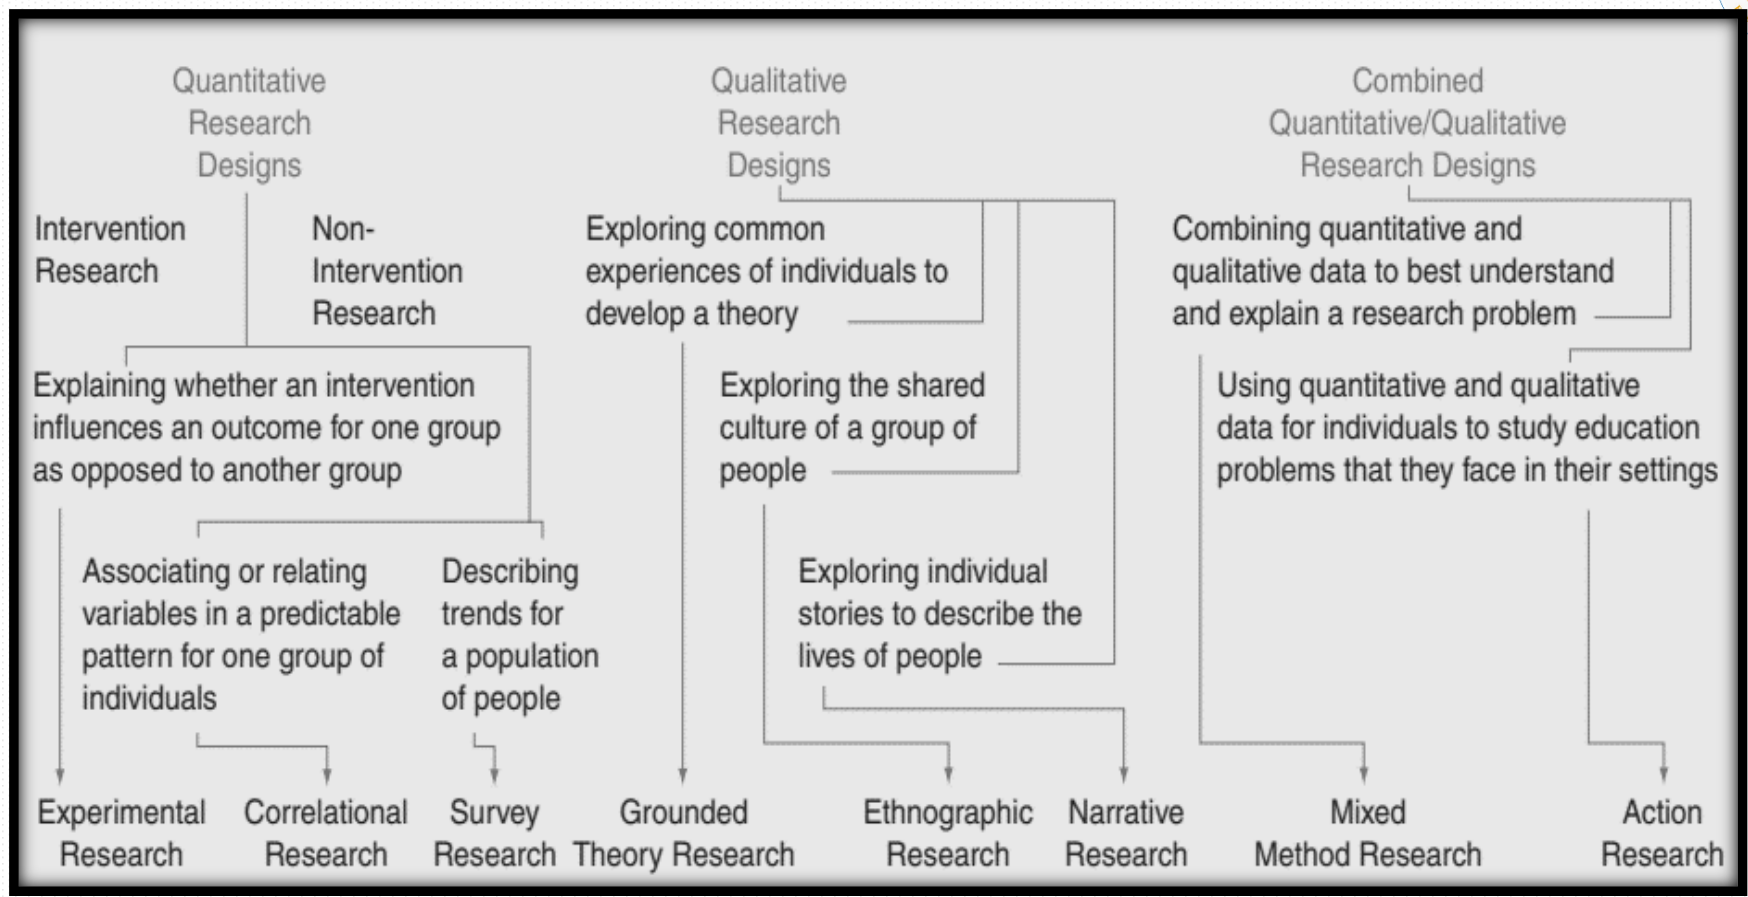 Quantitative
Research
Designs
Intervention
Research
Non-
Intervention
Research
Explaining whether an intervention
influences an outcome for one group
as opposed to another group
Associating or relating
variables in a predictable
pattern for one group of
individuals
Describing
trends for
a population
of people
Experimental
Research
Correlational
Research
Survey
Research
Qualitative
Research
Designs
Exploring common
experiences of individuals to
develop a theory
Exploring the shared
culture of a group of
people
Exploring individual
stories to describe the
lives of people
Grounded
Theory Research
Ethnographic
Research
Narrative
Research
Combined
Quantitative/Qualitative
Research Designs
Combining quantitative and
qualitative data to best understand
and explain a research problem
Using quantitative and qualitative
data for individuals to study education
problems that they face in their settings
Mixed
Method Research
Action
Research